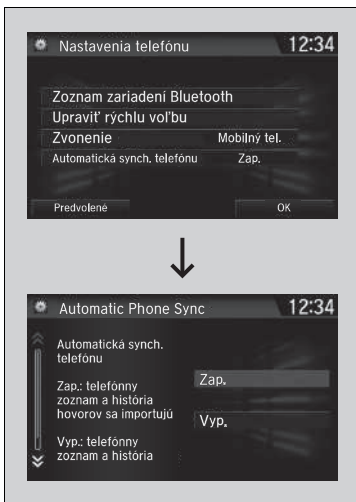 Nastavenia telefónu 12:34
Zoznam zariadení Bluetooth
Upraviť rýchlu voľbu
Zvonenie Mobilný tel.
Automatická synch. telefónu Zap.
Predvolené OK
Automatic Phone Sync 12:34
Automatická synch.
telefónu
Zap.: telefónny
zoznam a história
hovorov sa importujú
Vyp.: telefónny
zoznam a história
Zap.
Vyp.